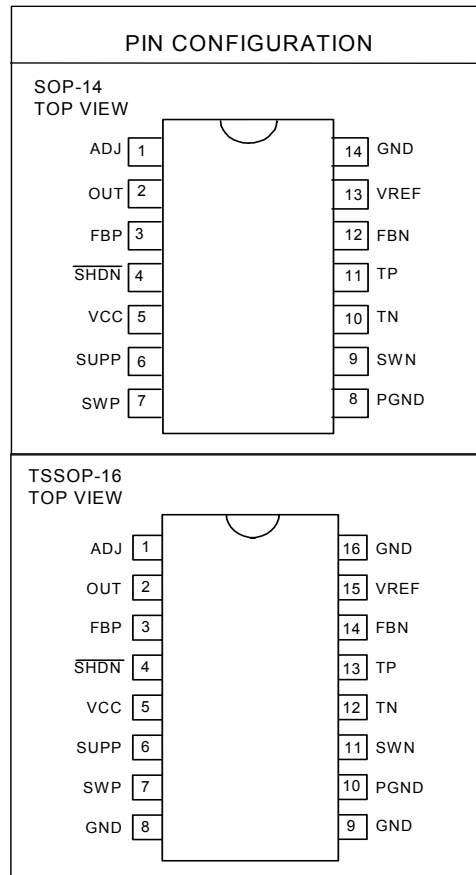 PIN CONFIGURATION
SOP-14
TOP VIEW
ADJ 1 14 GND
OUT 2 13 VREF
FBP 3 12 FBN
SHDN 4 11 TP
VCC 5 10 TN
SUPP 6 9 SWN
SWP 7 8 PGND
TSSOP-16
TOP VIEW
ADJ 1 16 GND
OUT 2 15 VREF
FBP 3 14 FBN
SHDN 4 13 TP
VCC 5 12 TN
SUPP 6 11 SWN
SWP 7 10 PGND
GND 8 9 GND